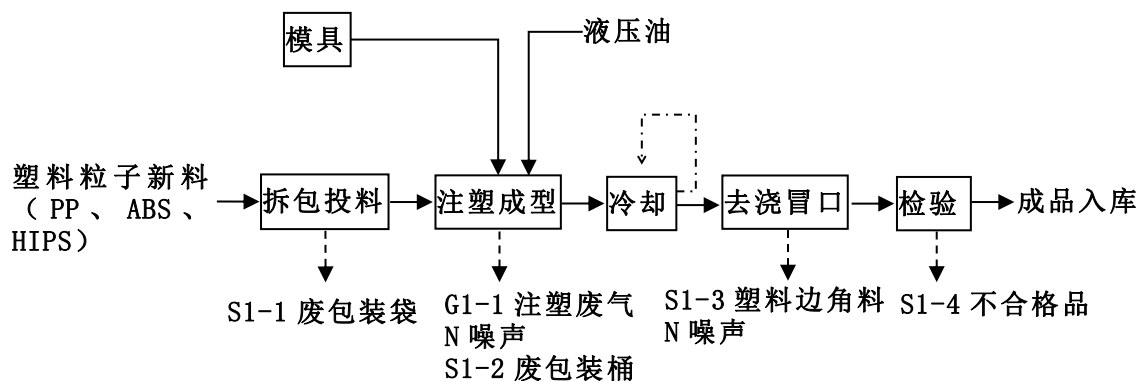 模具
液压油
塑料粒子新料
（PP、ABS、
HIPS）
拆包投料
注塑成型
冷却
去浇冒口
检验
成品入库
S1-1废包装袋
G1-1注塑废气
N噪声
S1-2废包装桶
S1-3塑料边角料
N噪声
S1-4不合格品